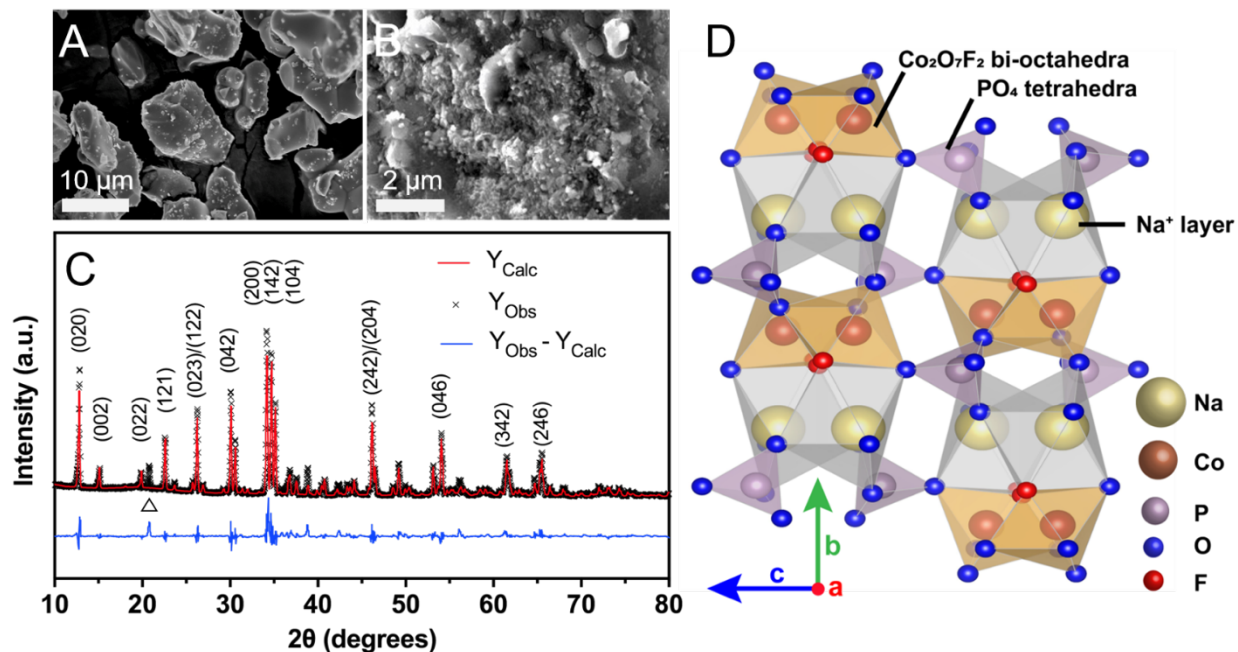 A
10 µm
B
2 µm
C
Intensity (a.u.)
(020)
(002)
(022)
(121)
(023)/(122)
(042)
(200)
(142)
(104)
(242)/(204)
(046)
(342)
(246)
Y_Calc
Y_Obs
Y_Obs - Y_Calc
10 20 30 40 50 60 70 80
2θ (degrees)
D
Co₂O₇F₂ bi-octahedra
PO₄ tetrahedra
Na⁺ layer
Na
Co
P
O
F
b
c
a